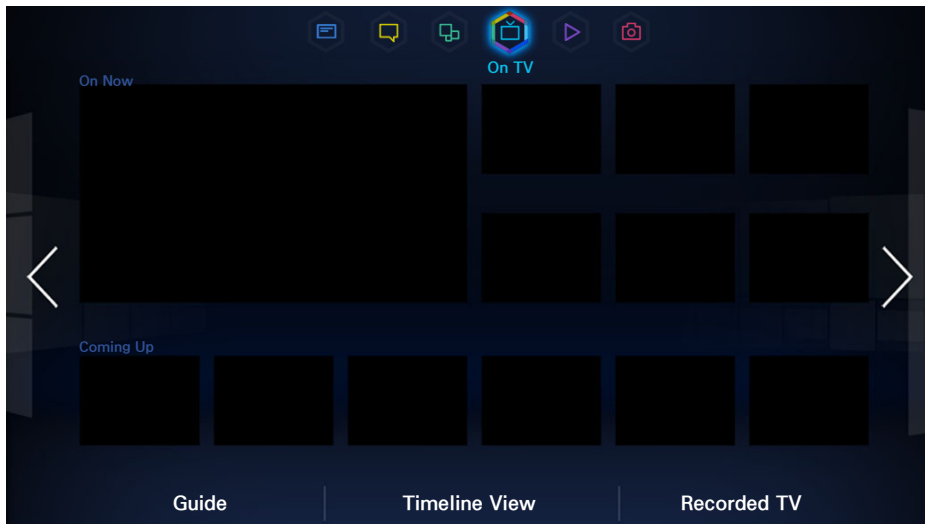 On TV
On Now
Coming Up
Guide
Timeline View
Recorded TV